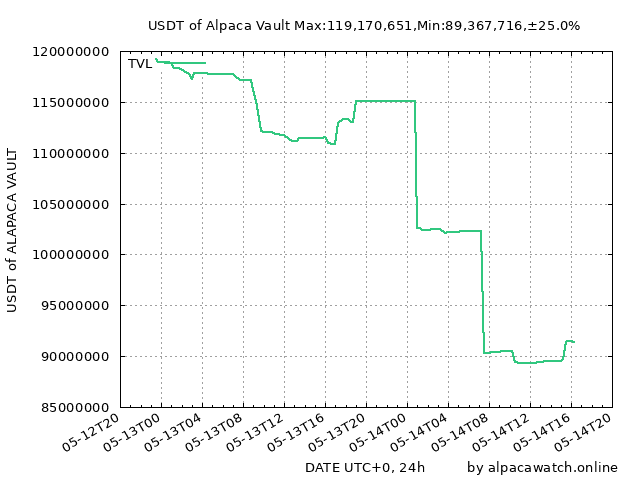 USDT of Alpaca Vault Max:119,170,651,Min:89,367,716,±25.0%
120000000
TVL
115000000
110000000
105000000
100000000
95000000
90000000
85000000
USDT of ALAPACA VAULT
05-12T20
05-13T00
05-13T04
05-13T08
05-13T12
05-13T16
05-13T20
05-14T00
05-14T04
05-14T08
05-14T12
05-14T16
05-14T20
DATE UTC+0, 24h
by alpacawatch.online